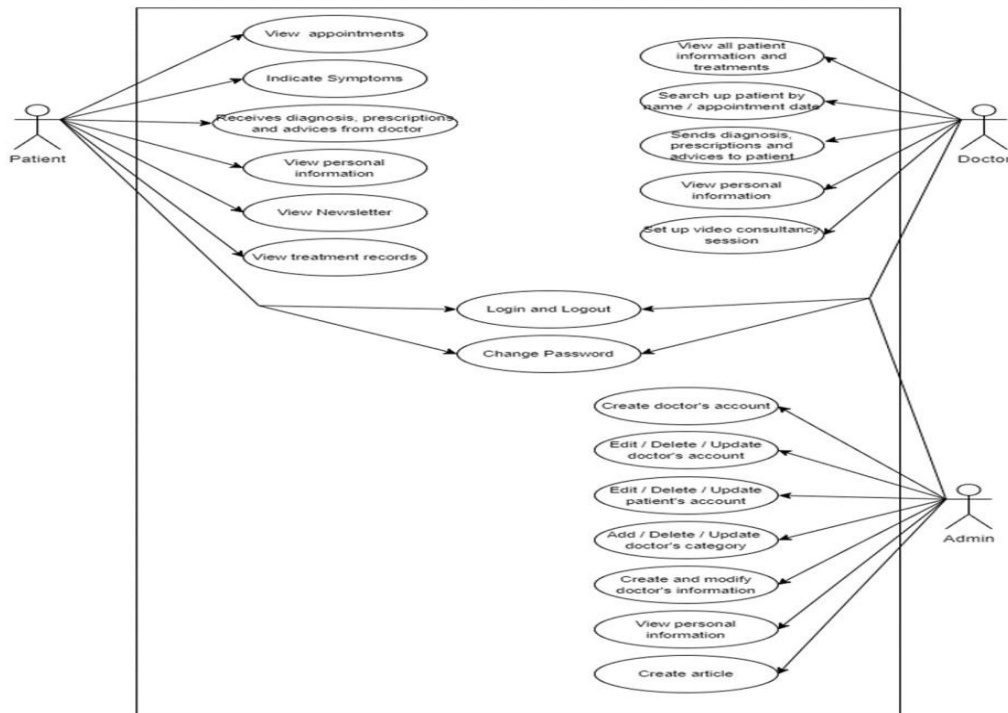 View appointments
Indicate Symptoms
Receives diagnosis, prescriptions
and advices from doctor
View personal
information
View Newsletter
View treatment records
Patient
View all patient
information and
treatments
Search up patient by
name / appointment date
Sends diagnosis,
prescriptions and
advices to patient
View personal
information
Set up video consultancy
session
Doctor
Login and Logout
Change Password
Create doctor's account
Edit / Delete / Update
doctor's account
Edit / Delete / Update
patient's account
Add / Delete / Update
doctor's category
Create and modify
doctor's information
View personal
information
Create article
Admin